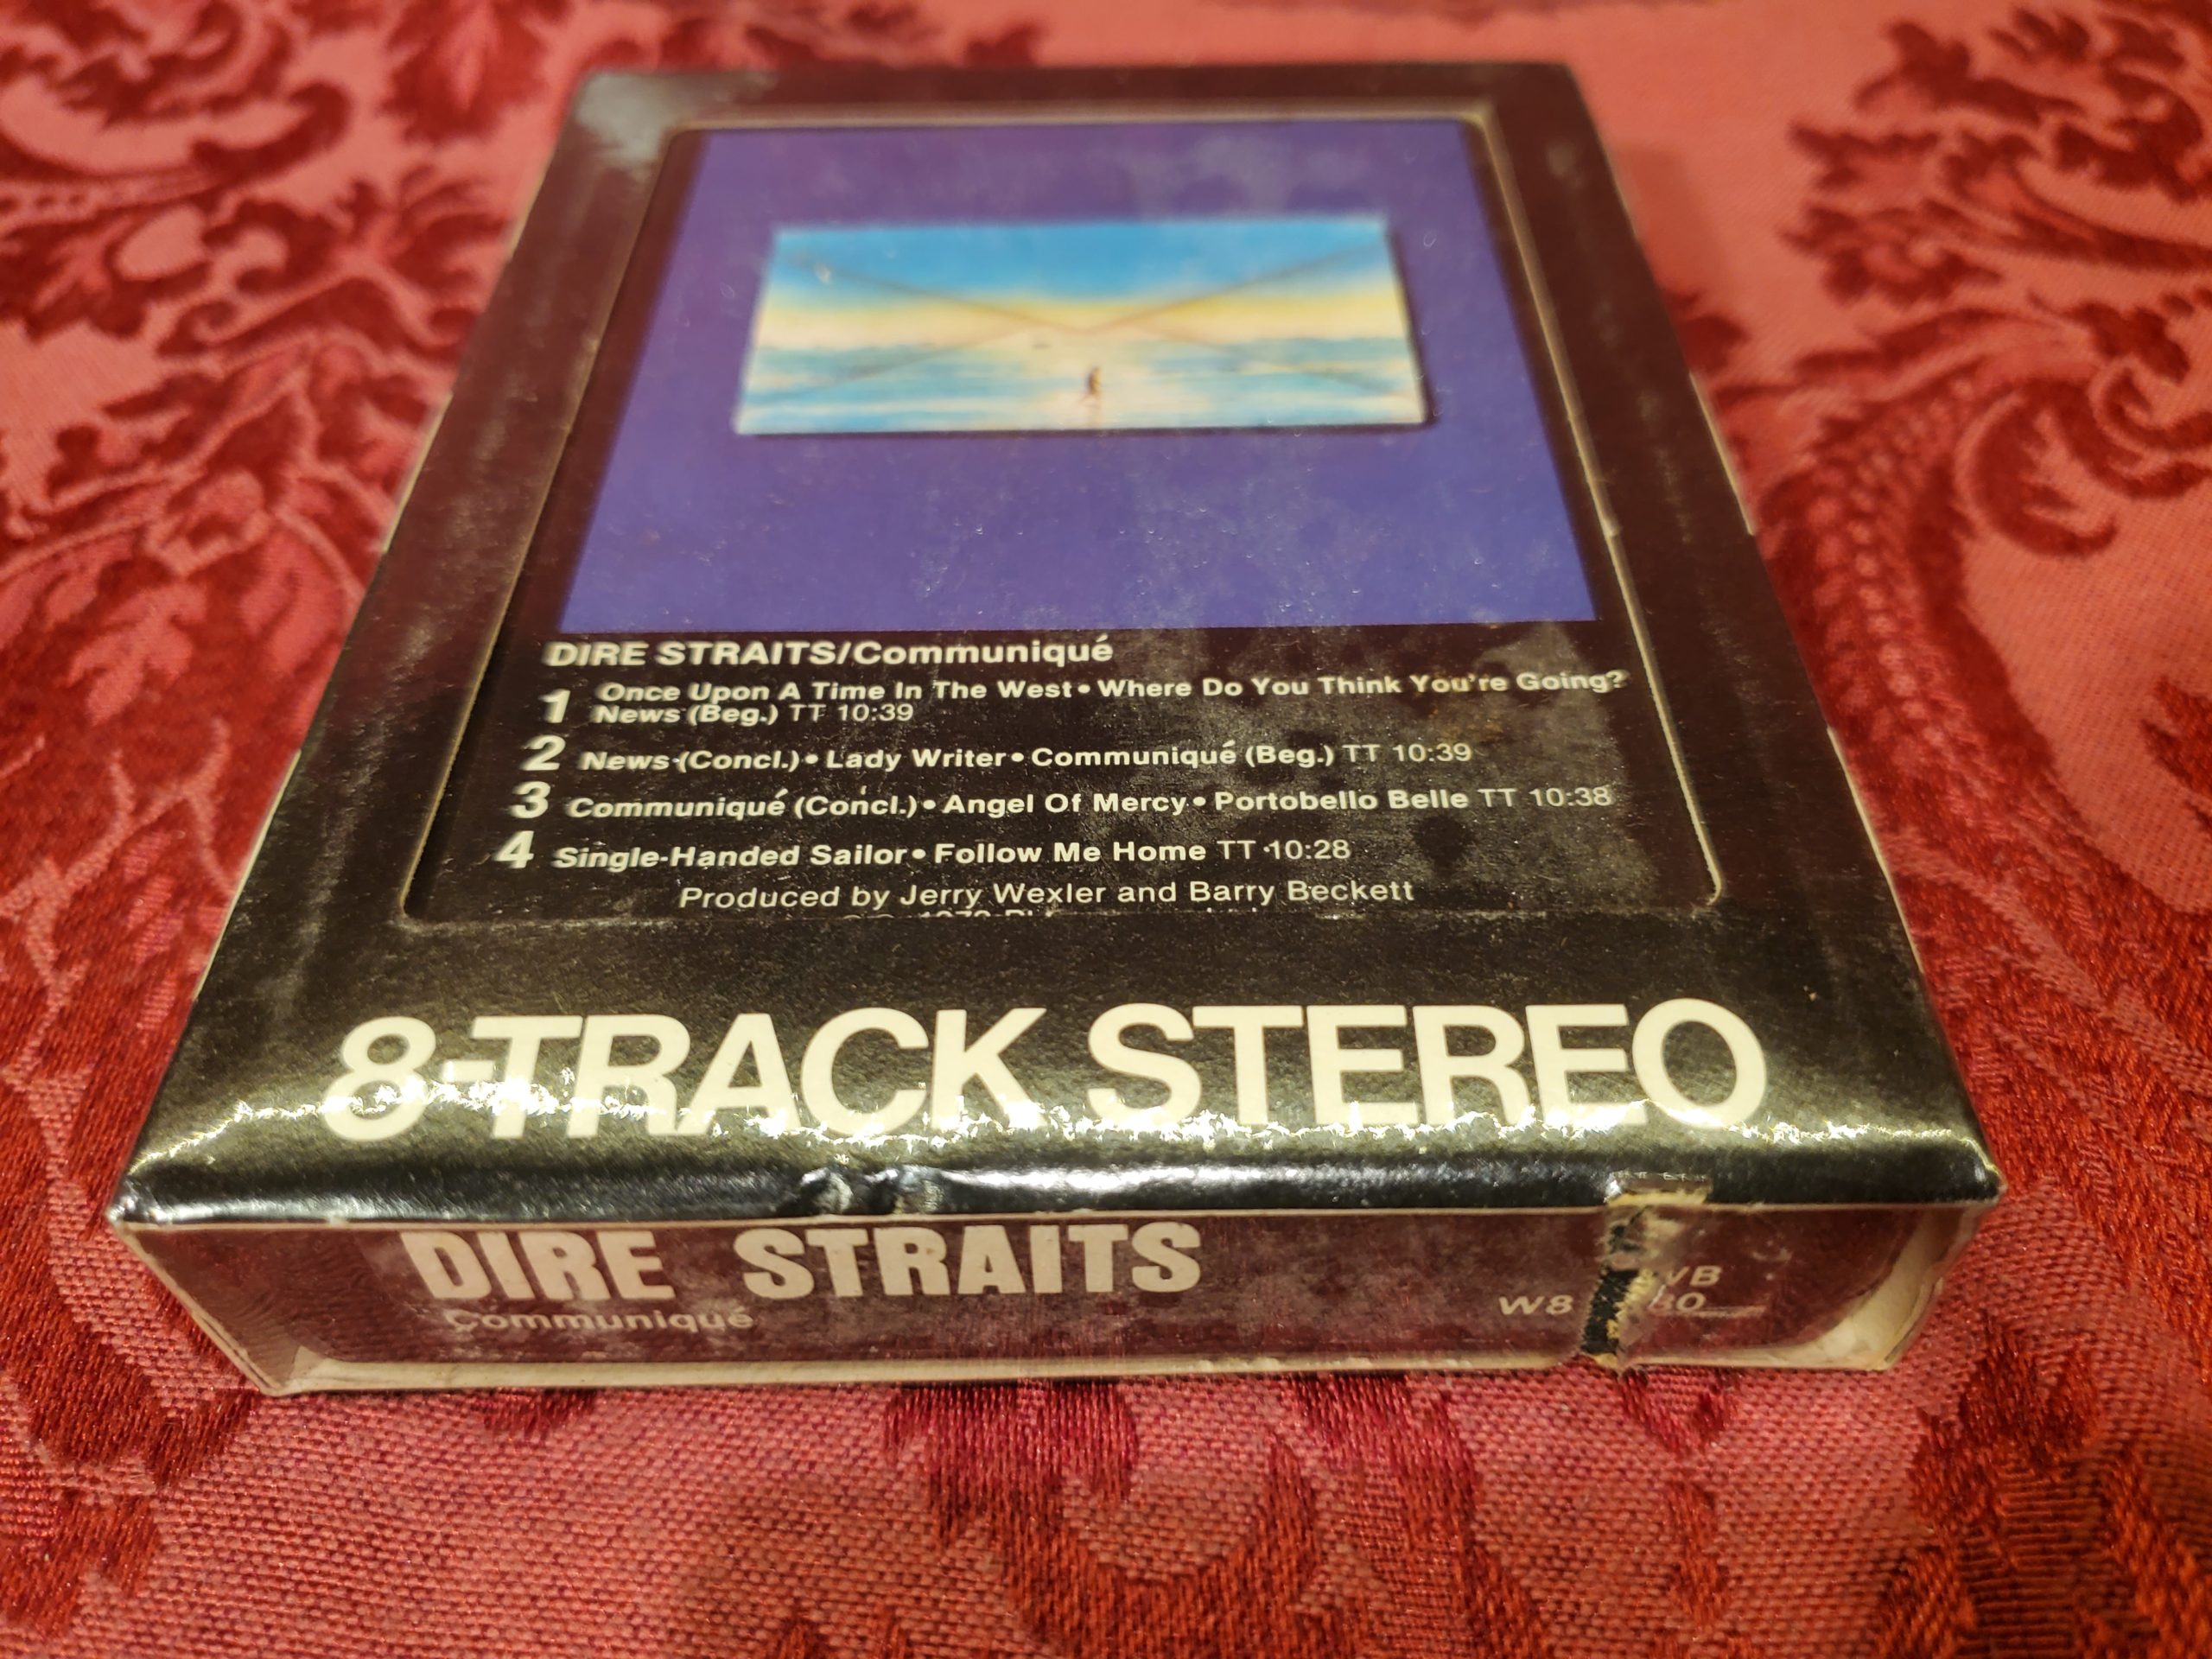 DIRE STRAITS/Communiqué
1 Once Upon A Time In The West • Where Do You Think You're Going?
News (Beg.) TT 10:39
2 News (Concl.) • Lady Writer • Communiqué (Beg.) TT 10:39
3 Communiqué (Concl.) • Angel Of Mercy • Portobello Belle TT 10:38
4 Single-Handed Sailor • Follow Me Home TT 10:28
Produced by Jerry Wexler and Barry Beckett
8-TRACK STEREO
DIRE STRAITS
Communiqué
W8
WB